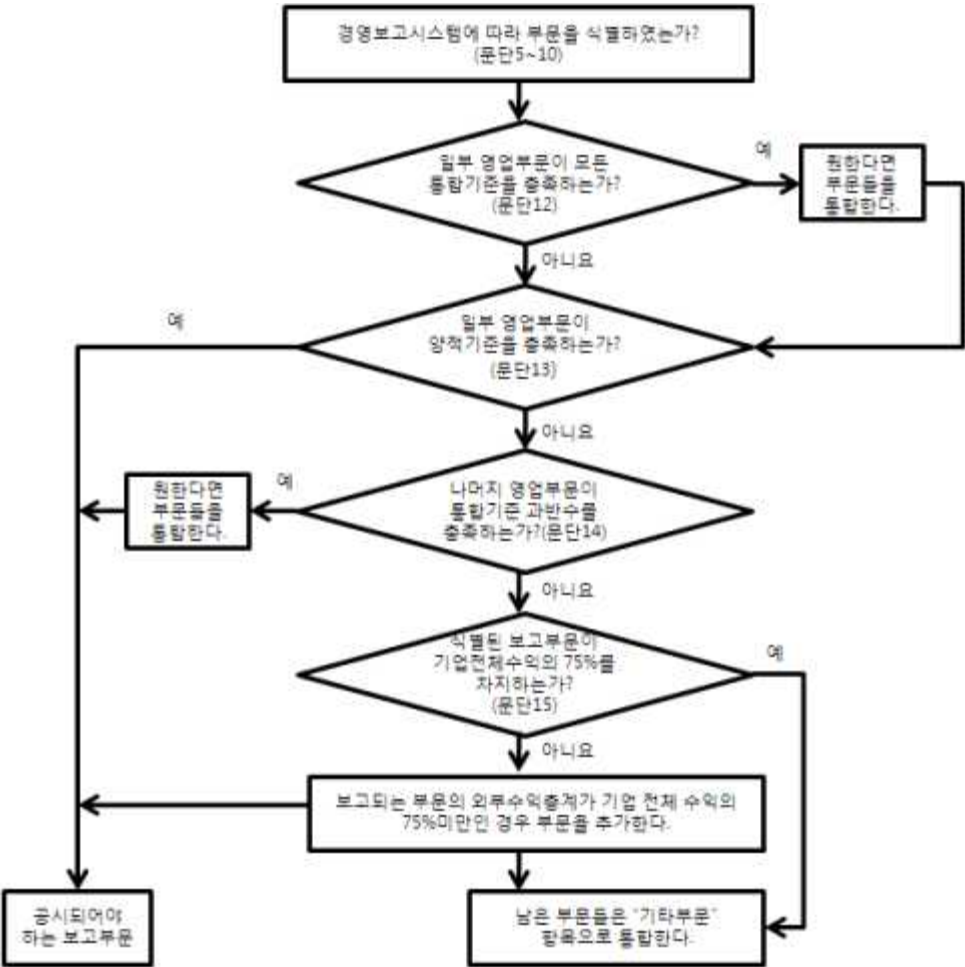 경영보고시스템에 따라 부문을 식별하였는가?
(문단5~10)
일부 영업부문이 모든
통합기준을 충족하는가?
(문단12)
예
원한다면
부문들을
통합한다.
아니요
일부 영업부문이
양적기준을 충족하는가?
(문단13)
예
아니요
나머지 영업부문이
통합기준 과반수를
충족하는가?(문단14)
예
원한다면
부문들을
통합한다.
아니요
식별된 보고부문이
기업전체수익의 75%를
차지하는가?
(문단15)
예
아니요
보고되는 부문의 외부수익총계가 기업 전체 수익의
75%미만인 경우 부문을 추가한다.
공시되어야
하는 보고부문
남은 부문들은 "기타부문"
항목으로 통합한다.